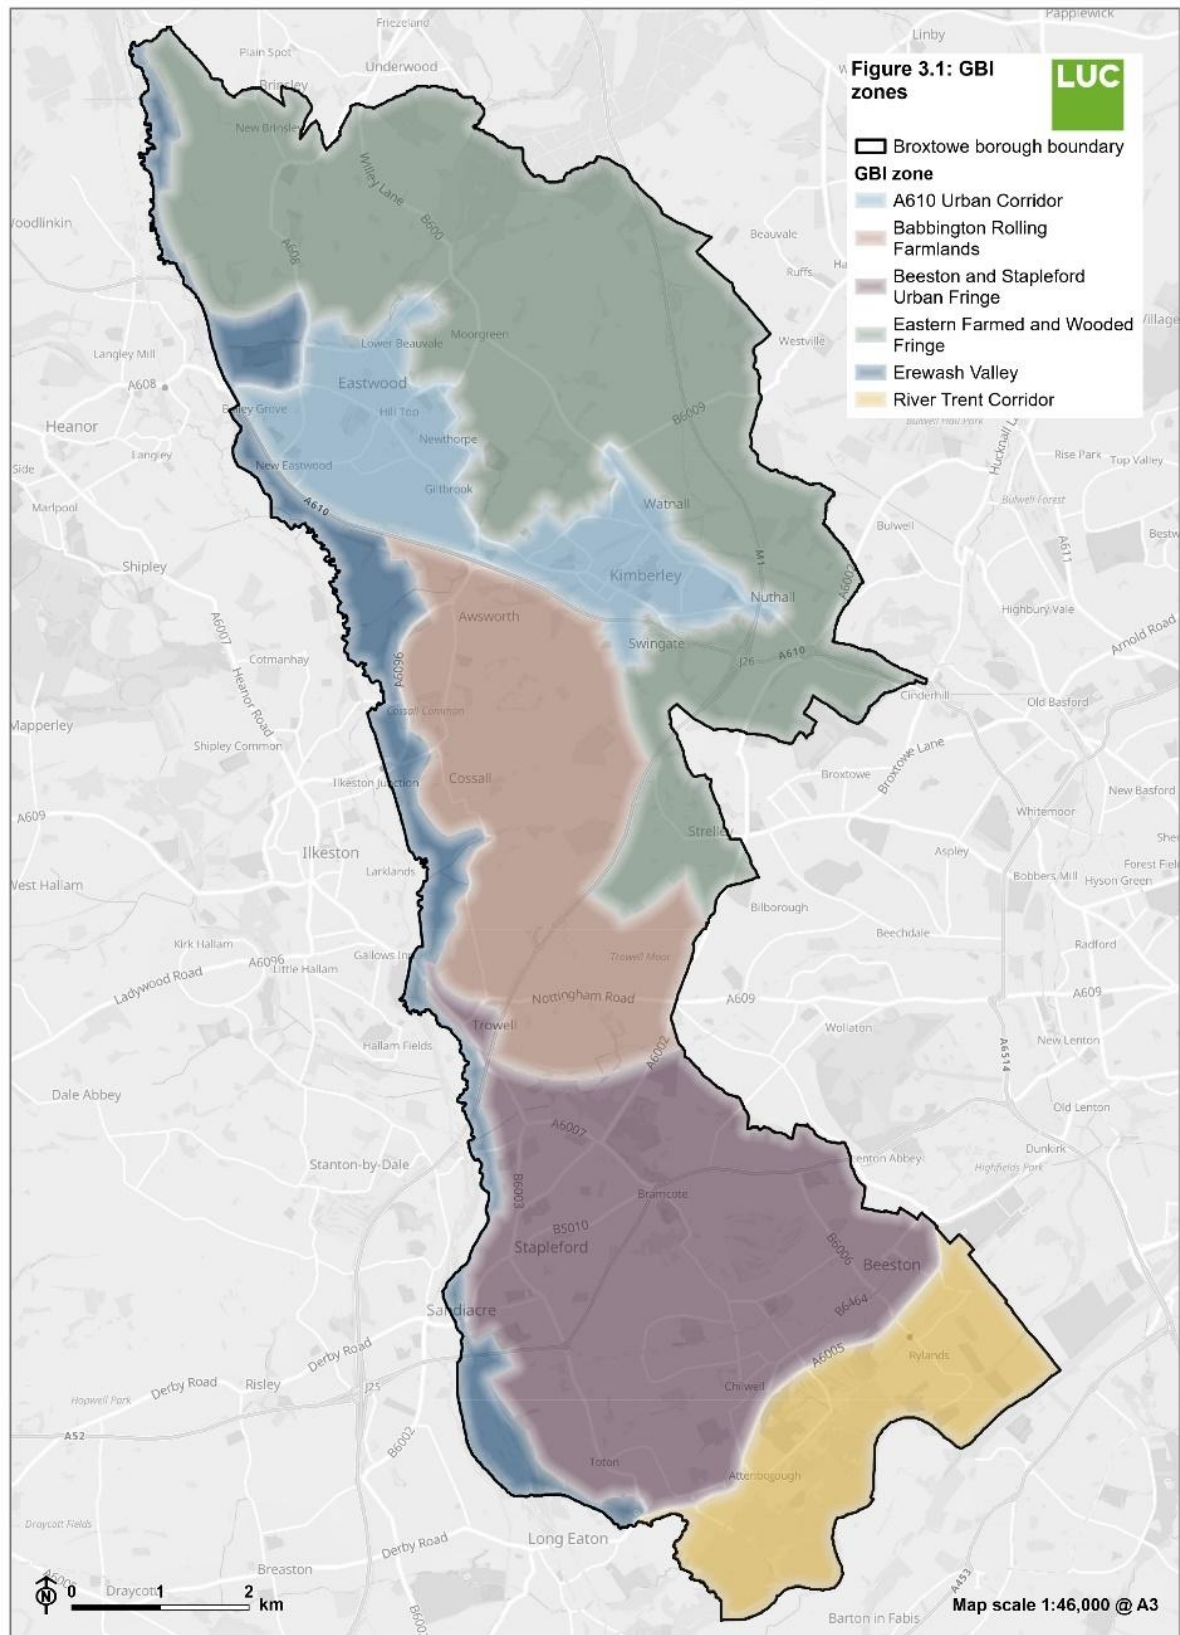 Friezeland
Papplewick
Linby
Plain Spot
Underwood
Brinsley
New Brinsley
Willey Lane
B600
A608
Woodlinkin
Figure 3.1: GBI
zones
LUC
Broxtowe borough boundary
GBI zone
A610 Urban Corridor
Babbington Rolling
Farmlands
Beeston and Stapleford
Urban Fringe
Eastern Farmed and Wooded
Fringe
Erewash Valley
River Trent Corridor
Beauvale
Ruffs
Westville
Moorgreen
Lower Beauvale
Langley Mill
A608
Eastwood
Hill Top
Bailey Grove
Heanor
Newthorpe
B6009
Langley
New Eastwood
Side
Rise Park
Top Valley
Marlpool
Giltbrook
Watnall
Bulwell Forest
A610
Bulwell
A611
Shipley
Kimberley
M1
Nuthall
A6002
Awsworth
Highbury Vale
A6007
Swingate
Arnold Road
Cotmanhay
J26
A610
A6096
Heanor Road
Cinderhill
Old Basford
Mapperley
Cossall Common
Shipley Common
Broxtowe Lane
Cossall
Ilkeston Junction
Broxtowe
New Basford
A609
Whitemoor
Strelley
Ilkeston
Aspley
Larklands
Forest Fiel
West Hallam
Bobbers Mill
Hyson Green
Bilborough
Kirk Hallam
Beechdale
Radford
Gallows Inn
Trowell Moor
A6096
Little Hallam
Ladywood Road
Nottingham Road
A609
A609
Trowell
Wollaton
Hallam Fields
A6002
New Lenton
A6514
Dale Abbey
Old Lenton
A6007
Dunkirk
enton Abbey
Stanton-by-Dale
Highfields Park
B6003
Bramcote
B5010
Stapleford
B6006
Beeston
Sandiacre
B6464
Derby Road
A6005
Rylands
Risley
Derby Road
J25
Chilwell
Hopwell Park
A52
B6002
Toton
Attenborough
Draycott Fields
Long Eaton
Derby Road
Breaston
A6005
Draycott
A453
Barton in Fabis
N
0 1 2
km
Map scale 1:46,000 @ A3